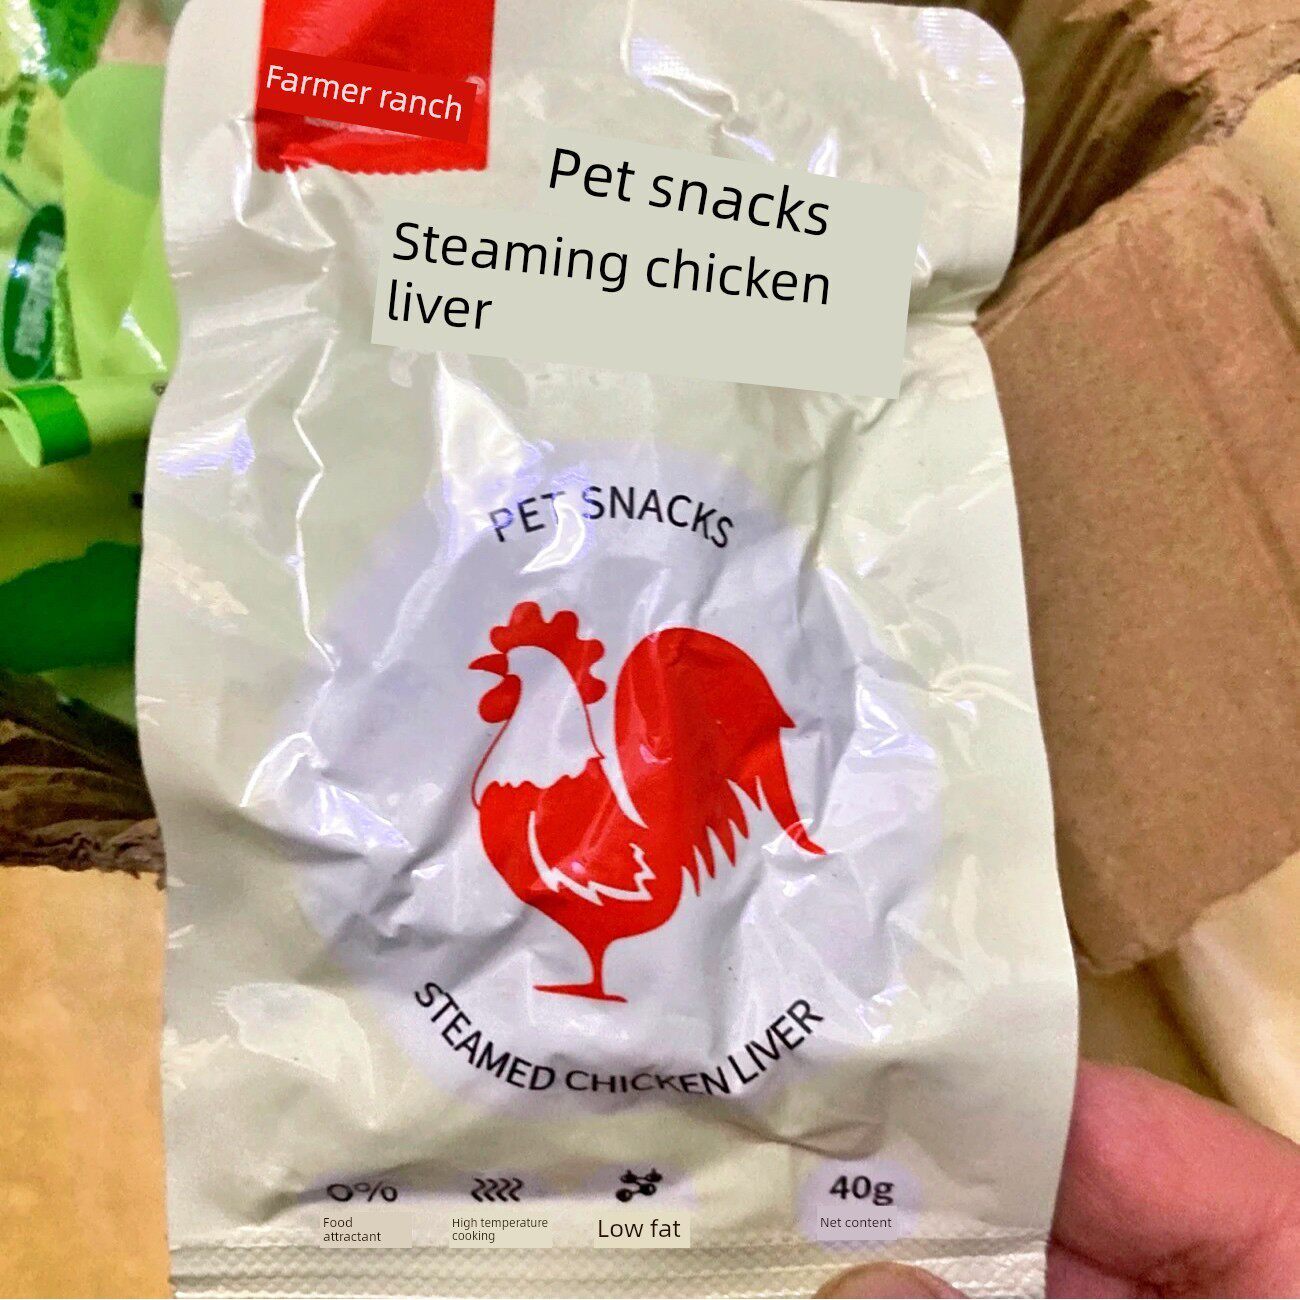 Farmer ranch
Pet snacks
Steaming chicken
liver
PET SNACKS
STEAMED CHICKEN LIVER
0%
Food
attractant
High temperature
cooking
Low fat
40g
Net content